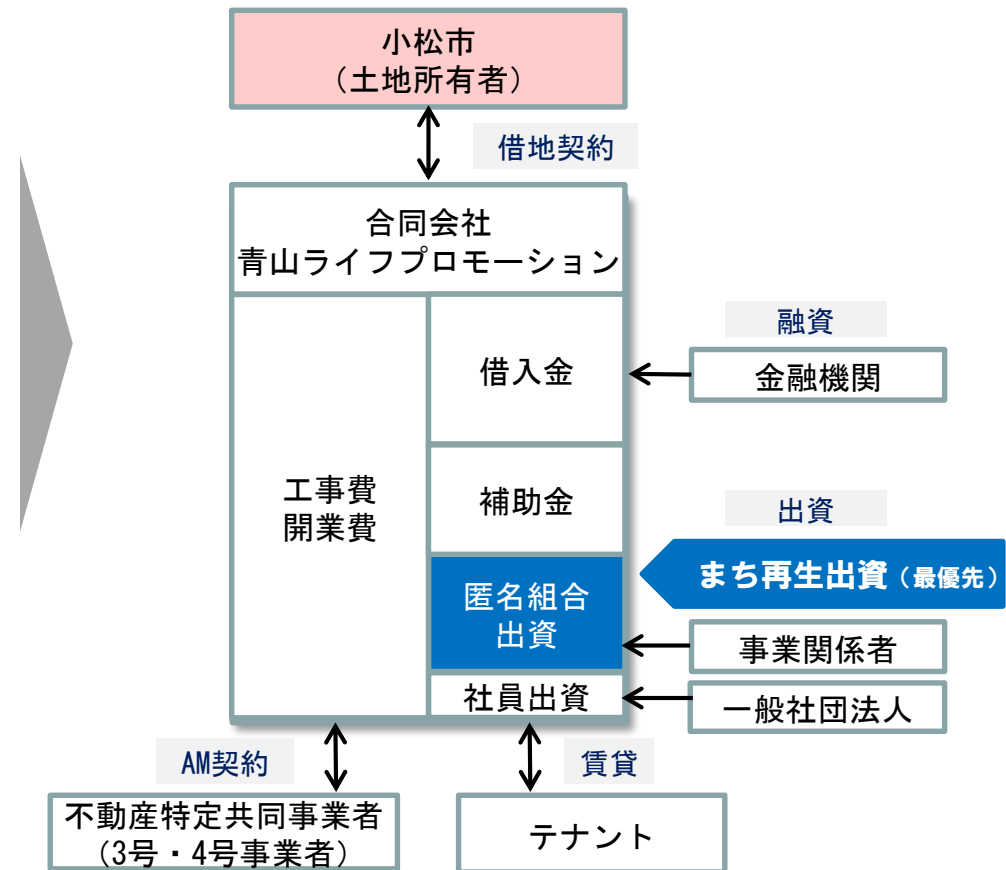 小松市
（土地所有者）
借地契約
合同会社
青山ライフプロモーション
工事費
開業費
借入金
補助金
匿名組合
出資
社員出資
融資
金融機関
出資
まち再生出資（最優先）
事業関係者
一般社団法人
AM契約
賃貸
不動産特定共同事業者
（3号・4号事業者）
テナント